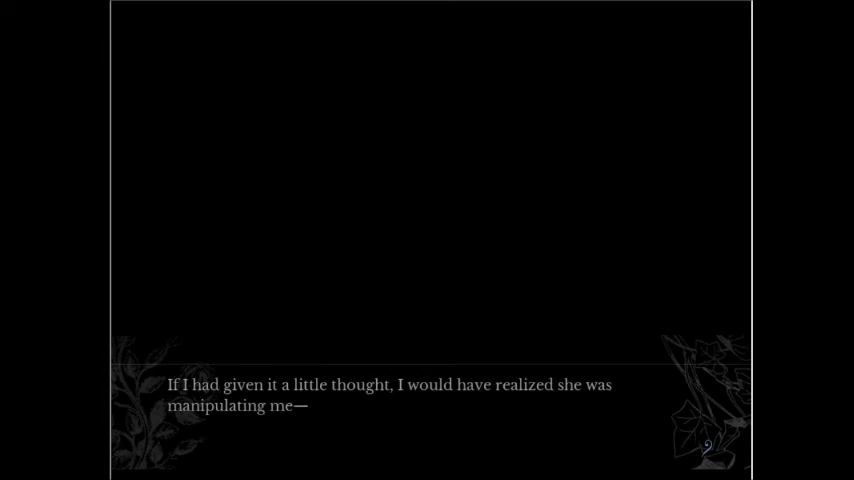 If I had given it a little thought, I would have realized she was
manipulating me—